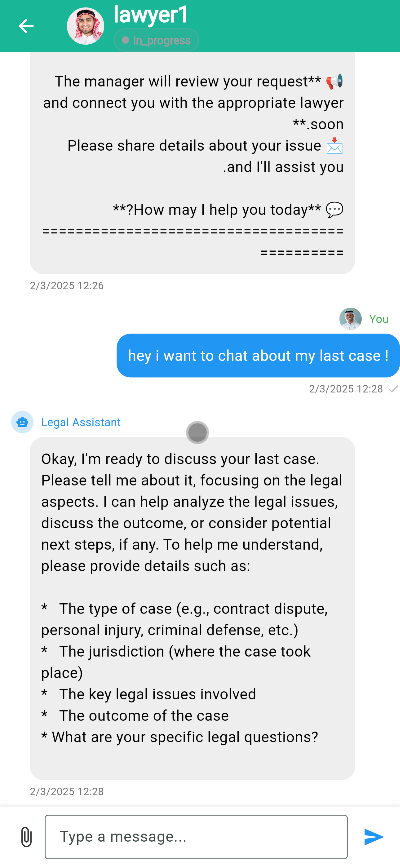 lawyer1
In_progress
The manager will review your request** 📢
and connect you with the appropriate lawyer
**.soon
Please share details about your issue 📩
.and I'll assist you
**?How may I help you today** 💬
====================================
==========
2/3/2025 12:26
You
hey i want to chat about my last case !
2/3/2025 12:28
Legal Assistant
Okay, I'm ready to discuss your last case.
Please tell me about it, focusing on the legal
aspects. I can help analyze the legal issues,
discuss the outcome, or consider potential
next steps, if any. To help me understand,
please provide details such as:
*   The type of case (e.g., contract dispute,
personal injury, criminal defense, etc.)
*   The jurisdiction (where the case took
place)
*   The key legal issues involved
*   The outcome of the case
* What are your specific legal questions?
2/3/2025 12:28
Type a message...